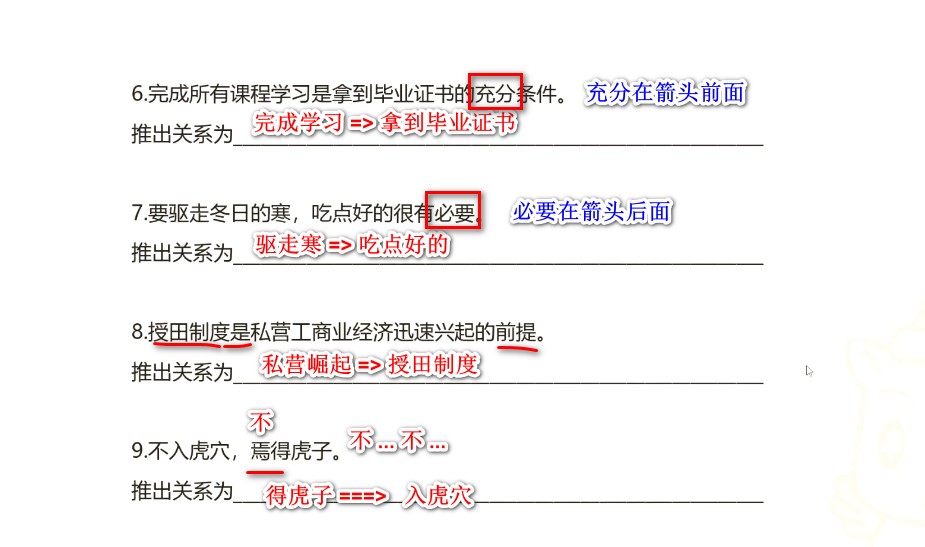 6.完成所有课程学习是拿到毕业证书的充分条件。 充分在箭头前面
推出关系为 完成学习 => 拿到毕业证书
7.要驱走冬日的寒，吃点好的很有必要。 必要在箭头后面
推出关系为 驱走寒 => 吃点好的
8.授田制度是私营工商业经济迅速兴起的前提。
推出关系为 私营崛起 => 授田制度
不
9.不入虎穴，焉得虎子。 不 ... 不 ...
推出关系为 得虎子 ===> 入虎穴